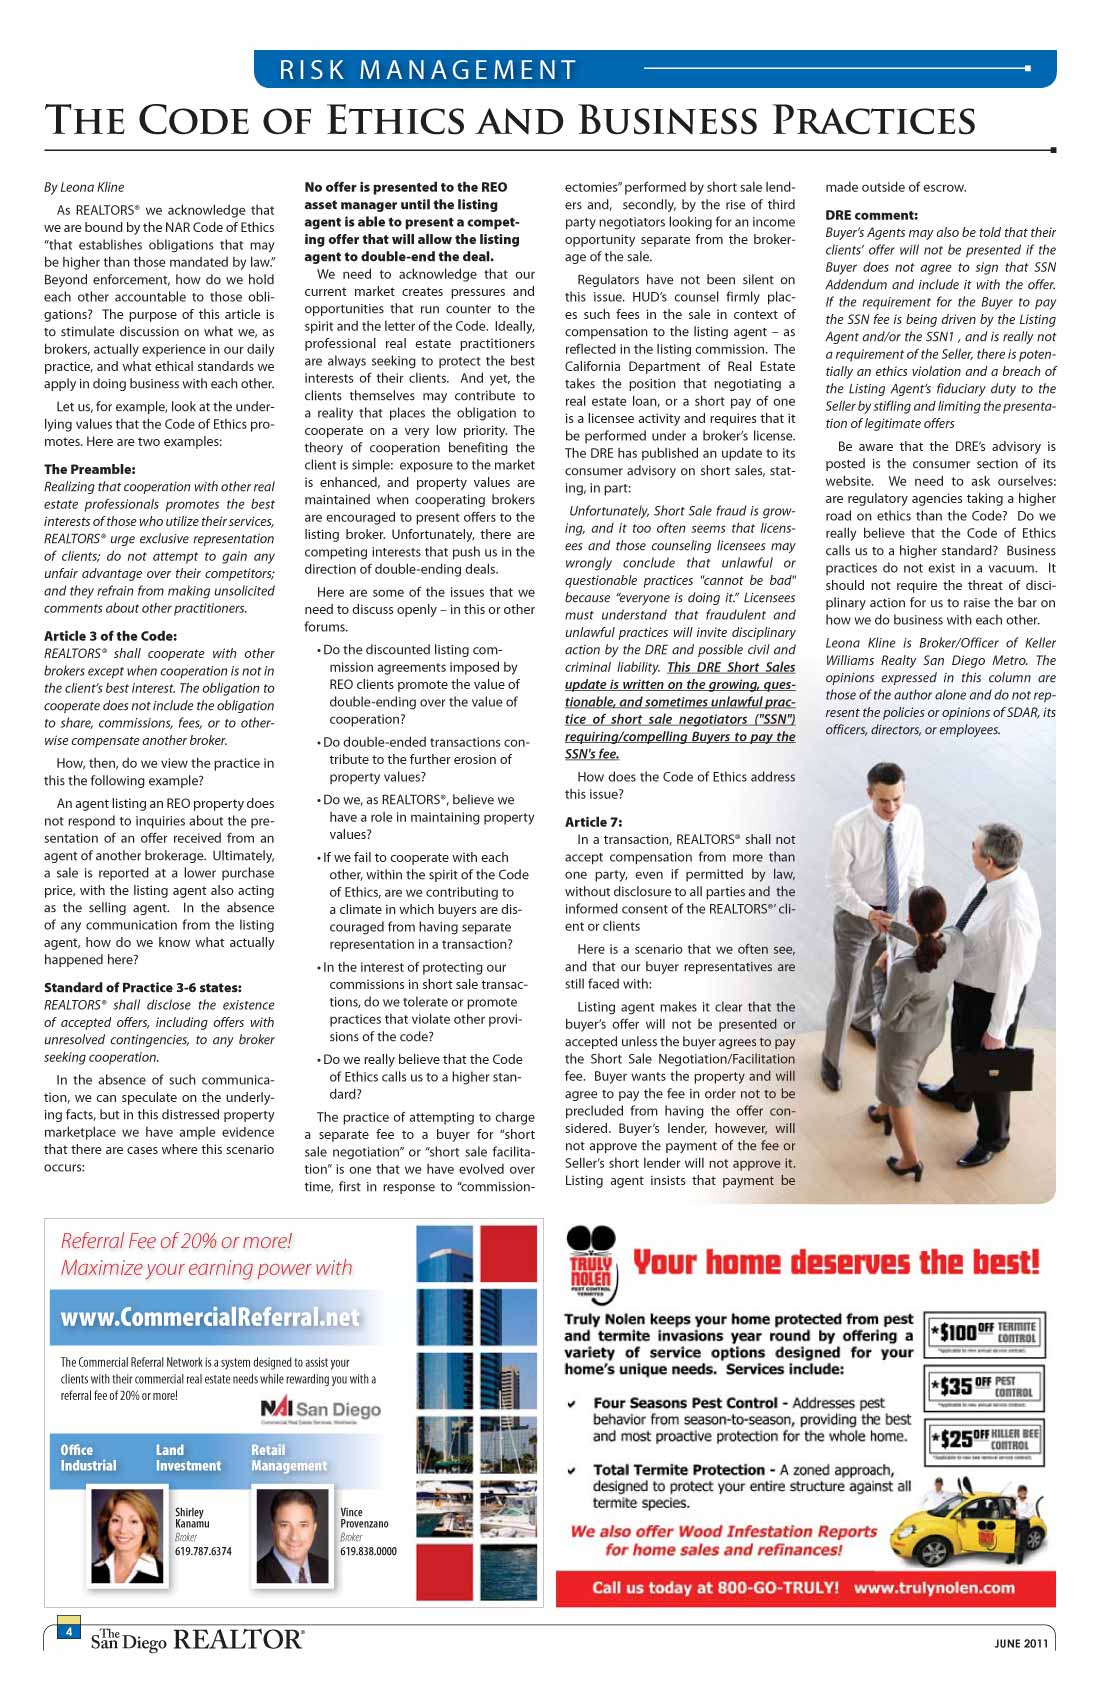 RISK MANAGEMENT
THE CODE OF ETHICS AND BUSINESS PRACTICES
By Leona Kline
As REALTORS® we acknowledge that
we are bound by the NAR Code of Ethics
“that establishes obligations that may
be higher than those mandated by law.”
Beyond enforcement, how do we hold
each other accountable to those obli-
gations? The purpose of this article is
to stimulate discussion on what we, as
brokers, actually experience in our daily
practice, and what ethical standards we
apply in doing business with each other.
Let us, for example, look at the under-
lying values that the Code of Ethics pro-
motes. Here are two examples:
The Preamble:
Realizing that cooperation with other real
estate professionals promotes the best
interests of those who utilize their services,
REALTORS® urge exclusive representation
of clients; do not attempt to gain any
unfair advantage over their competitors;
and they refrain from making unsolicited
comments about other practitioners.
Article 3 of the Code:
REALTORS® shall cooperate with other
brokers except when cooperation is not in
the client’s best interest. The obligation to
cooperate does not include the obligation
to share, commissions, fees, or to other-
wise compensate another broker.
How, then, do we view the practice in
this the following example?
An agent listing an REO property does
not respond to inquiries about the pre-
sentation of an offer received from an
agent of another brokerage. Ultimately,
a sale is reported at a lower purchase
price, with the listing agent also acting
as the selling agent. In the absence
of any communication from the listing
agent, how do we know what actually
happened here?
Standard of Practice 3-6 states:
REALTORS® shall disclose the existence
of accepted offers, including offers with
unresolved contingencies, to any broker
seeking cooperation.
In the absence of such communica-
tion, we can speculate on the underly-
ing facts, but in this distressed property
marketplace we have ample evidence
that there are cases where this scenario
occurs:
No offer is presented to the REO
asset manager until the listing
agent is able to present a compet-
ing offer that will allow the listing
agent to double-end the deal.
We need to acknowledge that our
current market creates pressures and
opportunities that run counter to the
spirit and the letter of the Code. Ideally,
professional real estate practitioners
are always seeking to protect the best
interests of their clients. And yet, the
clients themselves may contribute to
a reality that places the obligation to
cooperate on a very low priority. The
theory of cooperation benefiting the
client is simple: exposure to the market
is enhanced, and property values are
maintained when cooperating brokers
are encouraged to present offers to the
listing broker. Unfortunately, there are
competing interests that push us in the
direction of double-ending deals.
Here are some of the issues that we
need to discuss openly – in this or other
forums.
• Do the discounted listing com-
mission agreements imposed by
REO clients promote the value of
double-ending over the value of
cooperation?
• Do double-ended transactions con-
tribute to the further erosion of
property values?
• Do we, as REALTORS®, believe we
have a role in maintaining property
values?
• If we fail to cooperate with each
other, within the spirit of the Code
of Ethics, are we contributing to
a climate in which buyers are dis-
couraged from having separate
representation in a transaction?
• In the interest of protecting our
commissions in short sale transac-
tions, do we tolerate or promote
practices that violate other provi-
sions of the code?
• Do we really believe that the Code
of Ethics calls us to a higher stan-
dard?
The practice of attempting to charge
a separate fee to a buyer for “short
sale negotiation” or “short sale facilita-
tion” is one that we have evolved over
time, first in response to “commission-
ectomies” performed by short sale lend-
ers and, secondly, by the rise of third
party negotiators looking for an income
opportunity separate from the broker-
age of the sale.
Regulators have not been silent on
this issue. HUD’s counsel firmly plac-
es such fees in the sale in context of
compensation to the listing agent – as
reflected in the listing commission. The
California Department of Real Estate
takes the position that negotiating a
real estate loan, or a short pay of one
is a licensee activity and requires that it
be performed under a broker’s license.
The DRE has published an update to its
consumer advisory on short sales, stat-
ing, in part:
Unfortunately, Short Sale fraud is grow-
ing, and it too often seems that licens-
ees and those counseling licensees may
wrongly conclude that unlawful or
questionable practices "cannot be bad"
because “everyone is doing it.” Licensees
must understand that fraudulent and
unlawful practices will invite disciplinary
action by the DRE and possible civil and
criminal liability. This DRE Short Sales
update is written on the growing, ques-
tionable, and sometimes unlawful prac-
tice of short sale negotiators ("SSN")
requiring/compelling Buyers to pay the
SSN's fee.
How does the Code of Ethics address
this issue?
Article 7:
In a transaction, REALTORS® shall not
accept compensation from more than
one party, even if permitted by law,
without disclosure to all parties and the
informed consent of the REALTORS®’ cli-
ent or clients
Here is a scenario that we often see,
and that our buyer representatives are
still faced with:
Listing agent makes it clear that the
buyer’s offer will not be presented or
accepted unless the buyer agrees to pay
the Short Sale Negotiation/Facilitation
fee. Buyer wants the property and will
agree to pay the fee in order not to be
precluded from having the offer con-
sidered. Buyer’s lender, however, will
not approve the payment of the fee or
Seller’s short lender will not approve it.
Listing agent insists that payment be
made outside of escrow.
DRE comment:
Buyer’s Agents may also be told that their
clients’ offer will not be presented if the
Buyer does not agree to sign that SSN
Addendum and include it with the offer.
If the requirement for the Buyer to pay
the SSN fee is being driven by the Listing
Agent and/or the SSN1 , and is really not
a requirement of the Seller, there is poten-
tially an ethics violation and a breach of
the Listing Agent’s fiduciary duty to the
Seller by stifling and limiting the presenta-
tion of legitimate offers
Be aware that the DRE’s advisory is
posted is the consumer section of its
website. We need to ask ourselves:
are regulatory agencies taking a higher
road on ethics than the Code? Do we
really believe that the Code of Ethics
calls us to a higher standard? Business
practices do not exist in a vacuum. It
should not require the threat of disci-
plinary action for us to raise the bar on
how we do business with each other.
Leona Kline is Broker/Officer of Keller
Williams Realty San Diego Metro. The
opinions expressed in this column are
those of the author alone and do not rep-
resent the policies or opinions of SDAR, its
officers, directors, or employees.
Referral Fee of 20% or more!
Maximize your earning power with
www.CommercialReferral.net
The Commercial Referral Network is a system designed to assist your
clients with their commercial real estate needs while rewarding you with a
referral fee of 20% or more!
NAI San Diego
Commercial Real Estate Services, Worldwide
Office Land Retail
Industrial Investment Management
Shirley
Kanamu
Broker
619.787.6374
Vince
Provenzano
Broker
619.838.0000
TRULY
NOLEN
PEST CONTROL
TERMITES
Your home deserves the best!
Truly Nolen keeps your home protected from pest
and termite invasions year round by offering a
variety of service options designed for your
home’s unique needs. Services include:
Four Seasons Pest Control - Addresses pest
behavior from season-to-season, providing the best
and most proactive protection for the whole home.
Total Termite Protection - A zoned approach,
designed to protect your entire structure against all
termite species.
We also offer Wood Infestation Reports
for home sales and refinances!
*$100 OFF TERMITE CONTROL
*Applicable to new annual service contract.
*$35 OFF PEST CONTROL
*Applicable to new annual service contract.
*$25 OFF KILLER BEE CONTROL
Call us today at 800-GO-TRULY! www.trulynolen.com
4
The San Diego REALTOR®
JUNE 2011